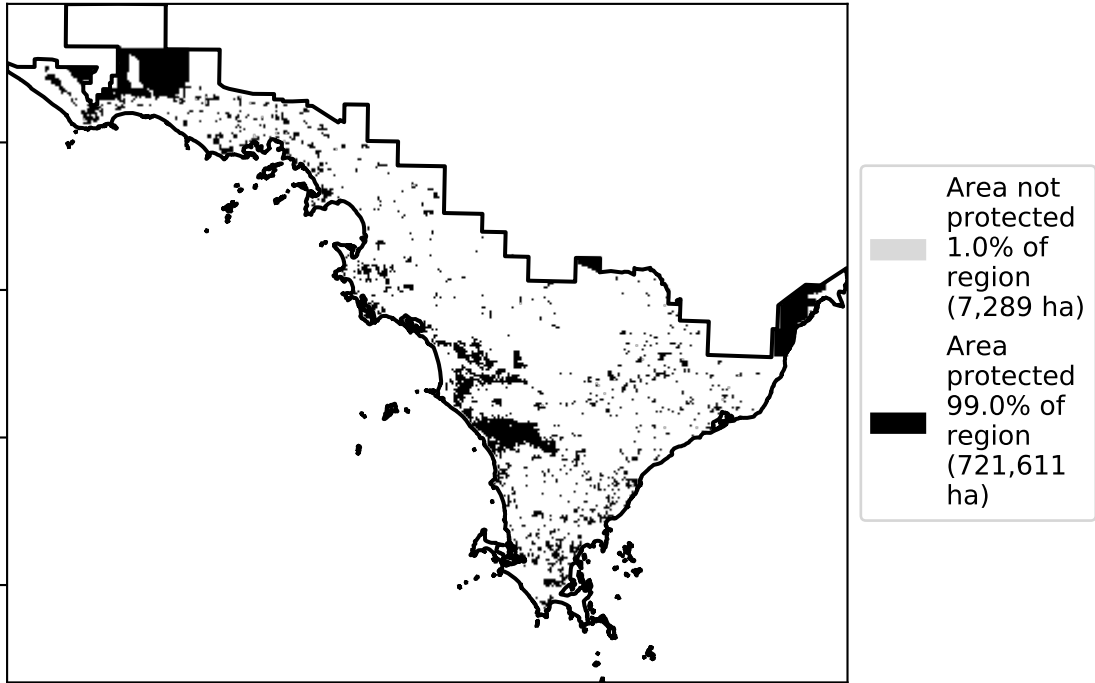 Area not
protected
1.0% of
region
(7,289 ha)
Area
protected
99.0% of
region
(721,611
ha)